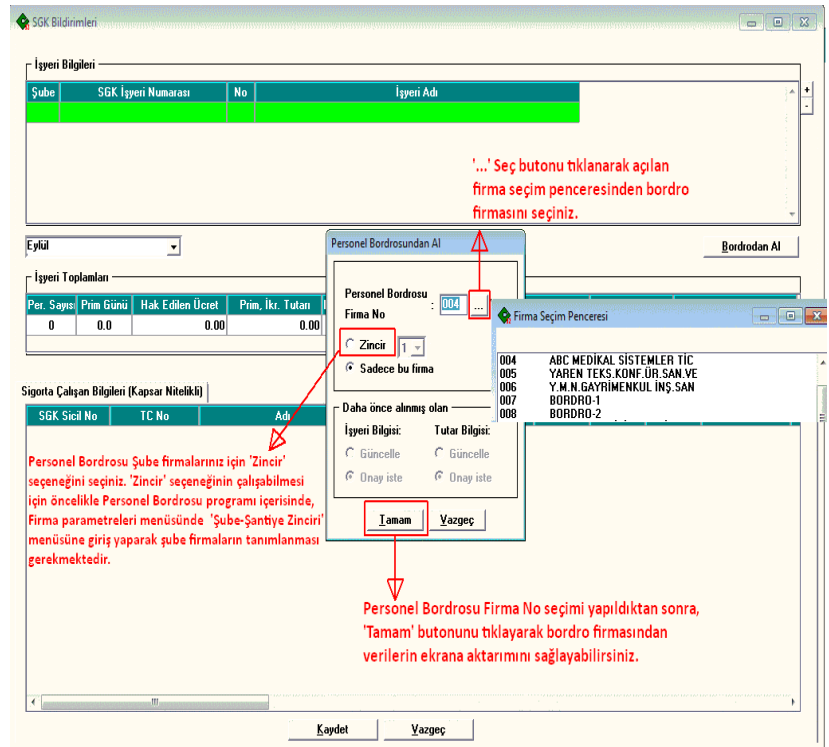 SGK Bildirimleri
İşyeri Bilgileri
Şube SGK İşyeri Numarası No İşyeri Adı
+
-
'...' Seç butonu tıklanarak açılan
firma seçim penceresinden bordro
firmasını seçiniz.
Eylül
Bordrodan Al
İşyeri Toplamları
Per. Sayısı Prim Günü Hak Edilen Ücret Prim, İkr. Tutarı
0 0.0 0.00 0.00
Personel Bordrosundan Al
Personel Bordrosu
Firma No : 004 ...
Zincir 1
Sadece bu firma
Daha önce alınmış olan
İşyeri Bilgisi: Tutar Bilgisi:
Güncelle Güncelle
Onay iste Onay iste
Tamam Vazgeç
Firma Seçim Penceresi
004 ABC MEDİKAL SİSTEMLER TİC
005 YAREN TEKS.KONF.ÜR.SAN.VE
006 Y.M.N.GAYRİMENKUL İNŞ.SAN
007 BORDRO-1
008 BORDRO-2
Sigorta Çalışan Bilgileri (Kapsar Nitelikli)
SGK Sicil No TC No Adı
Personel Bordrosu Şube firmalarınız için 'Zincir'
seçeneğini seçiniz. 'Zincir' seçeneğinin çalışabilmesi
için öncelikle Personel Bordrosu programı içerisinde,
Firma parametreleri menüsünde 'Şube-Şantiye Zinciri'
menüsüne giriş yaparak şube firmaların tanımlanması
gerekmektedir.
Personel Bordrosu Firma No seçimi yapıldıktan sonra,
'Tamam' butonunu tıklayarak bordro firmasından
verilerin ekrana aktarımını sağlayabilirsiniz.
Kaydet Vazgeç